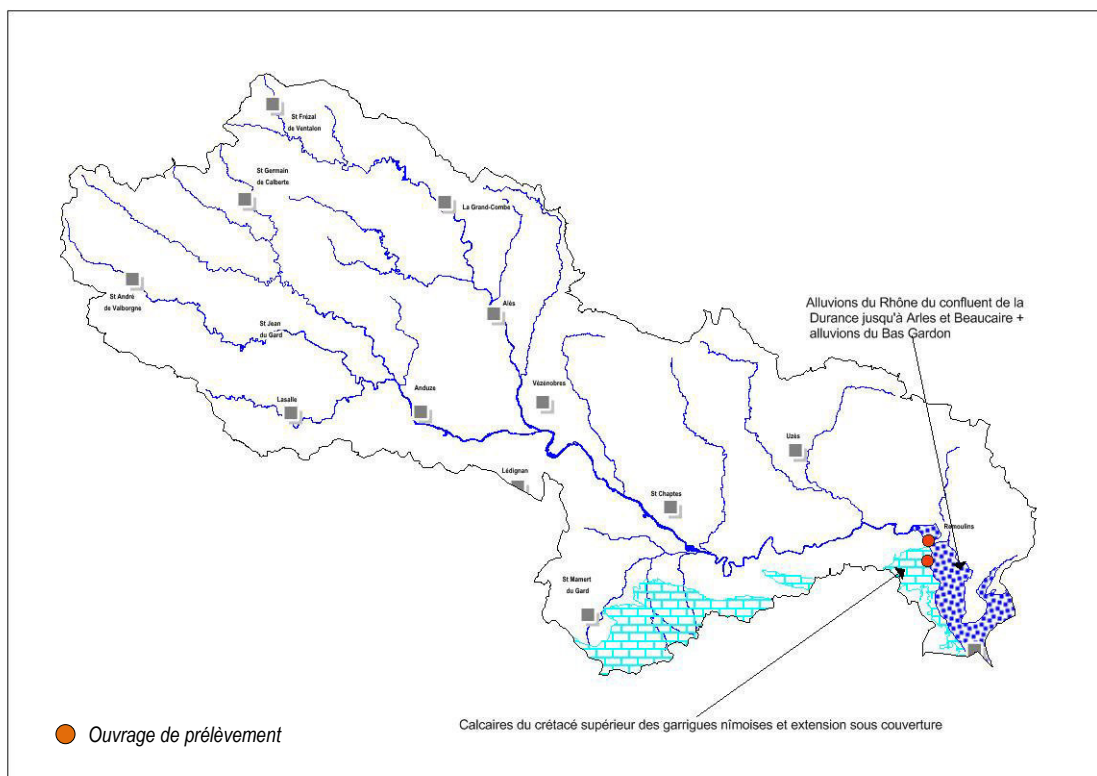 St Frézal
de Ventalon
St Germain
de Calberte
La Grand-Combe
St André
de Valborgne
Alès
St Jean
du Gard
Alluvions du Rhône du confluent de la
Durance jusqu'à Arles et Beaucaire +
alluvions du Bas Gardon
Vézénobres
Anduze
Lasalle
Uzès
Lédignan
St Chaptes
Remoulins
St Mamert
du Gard
Calcaires du crétacé supérieur des garrigues nîmoises et extension sous couverture
Ouvrage de prélèvement